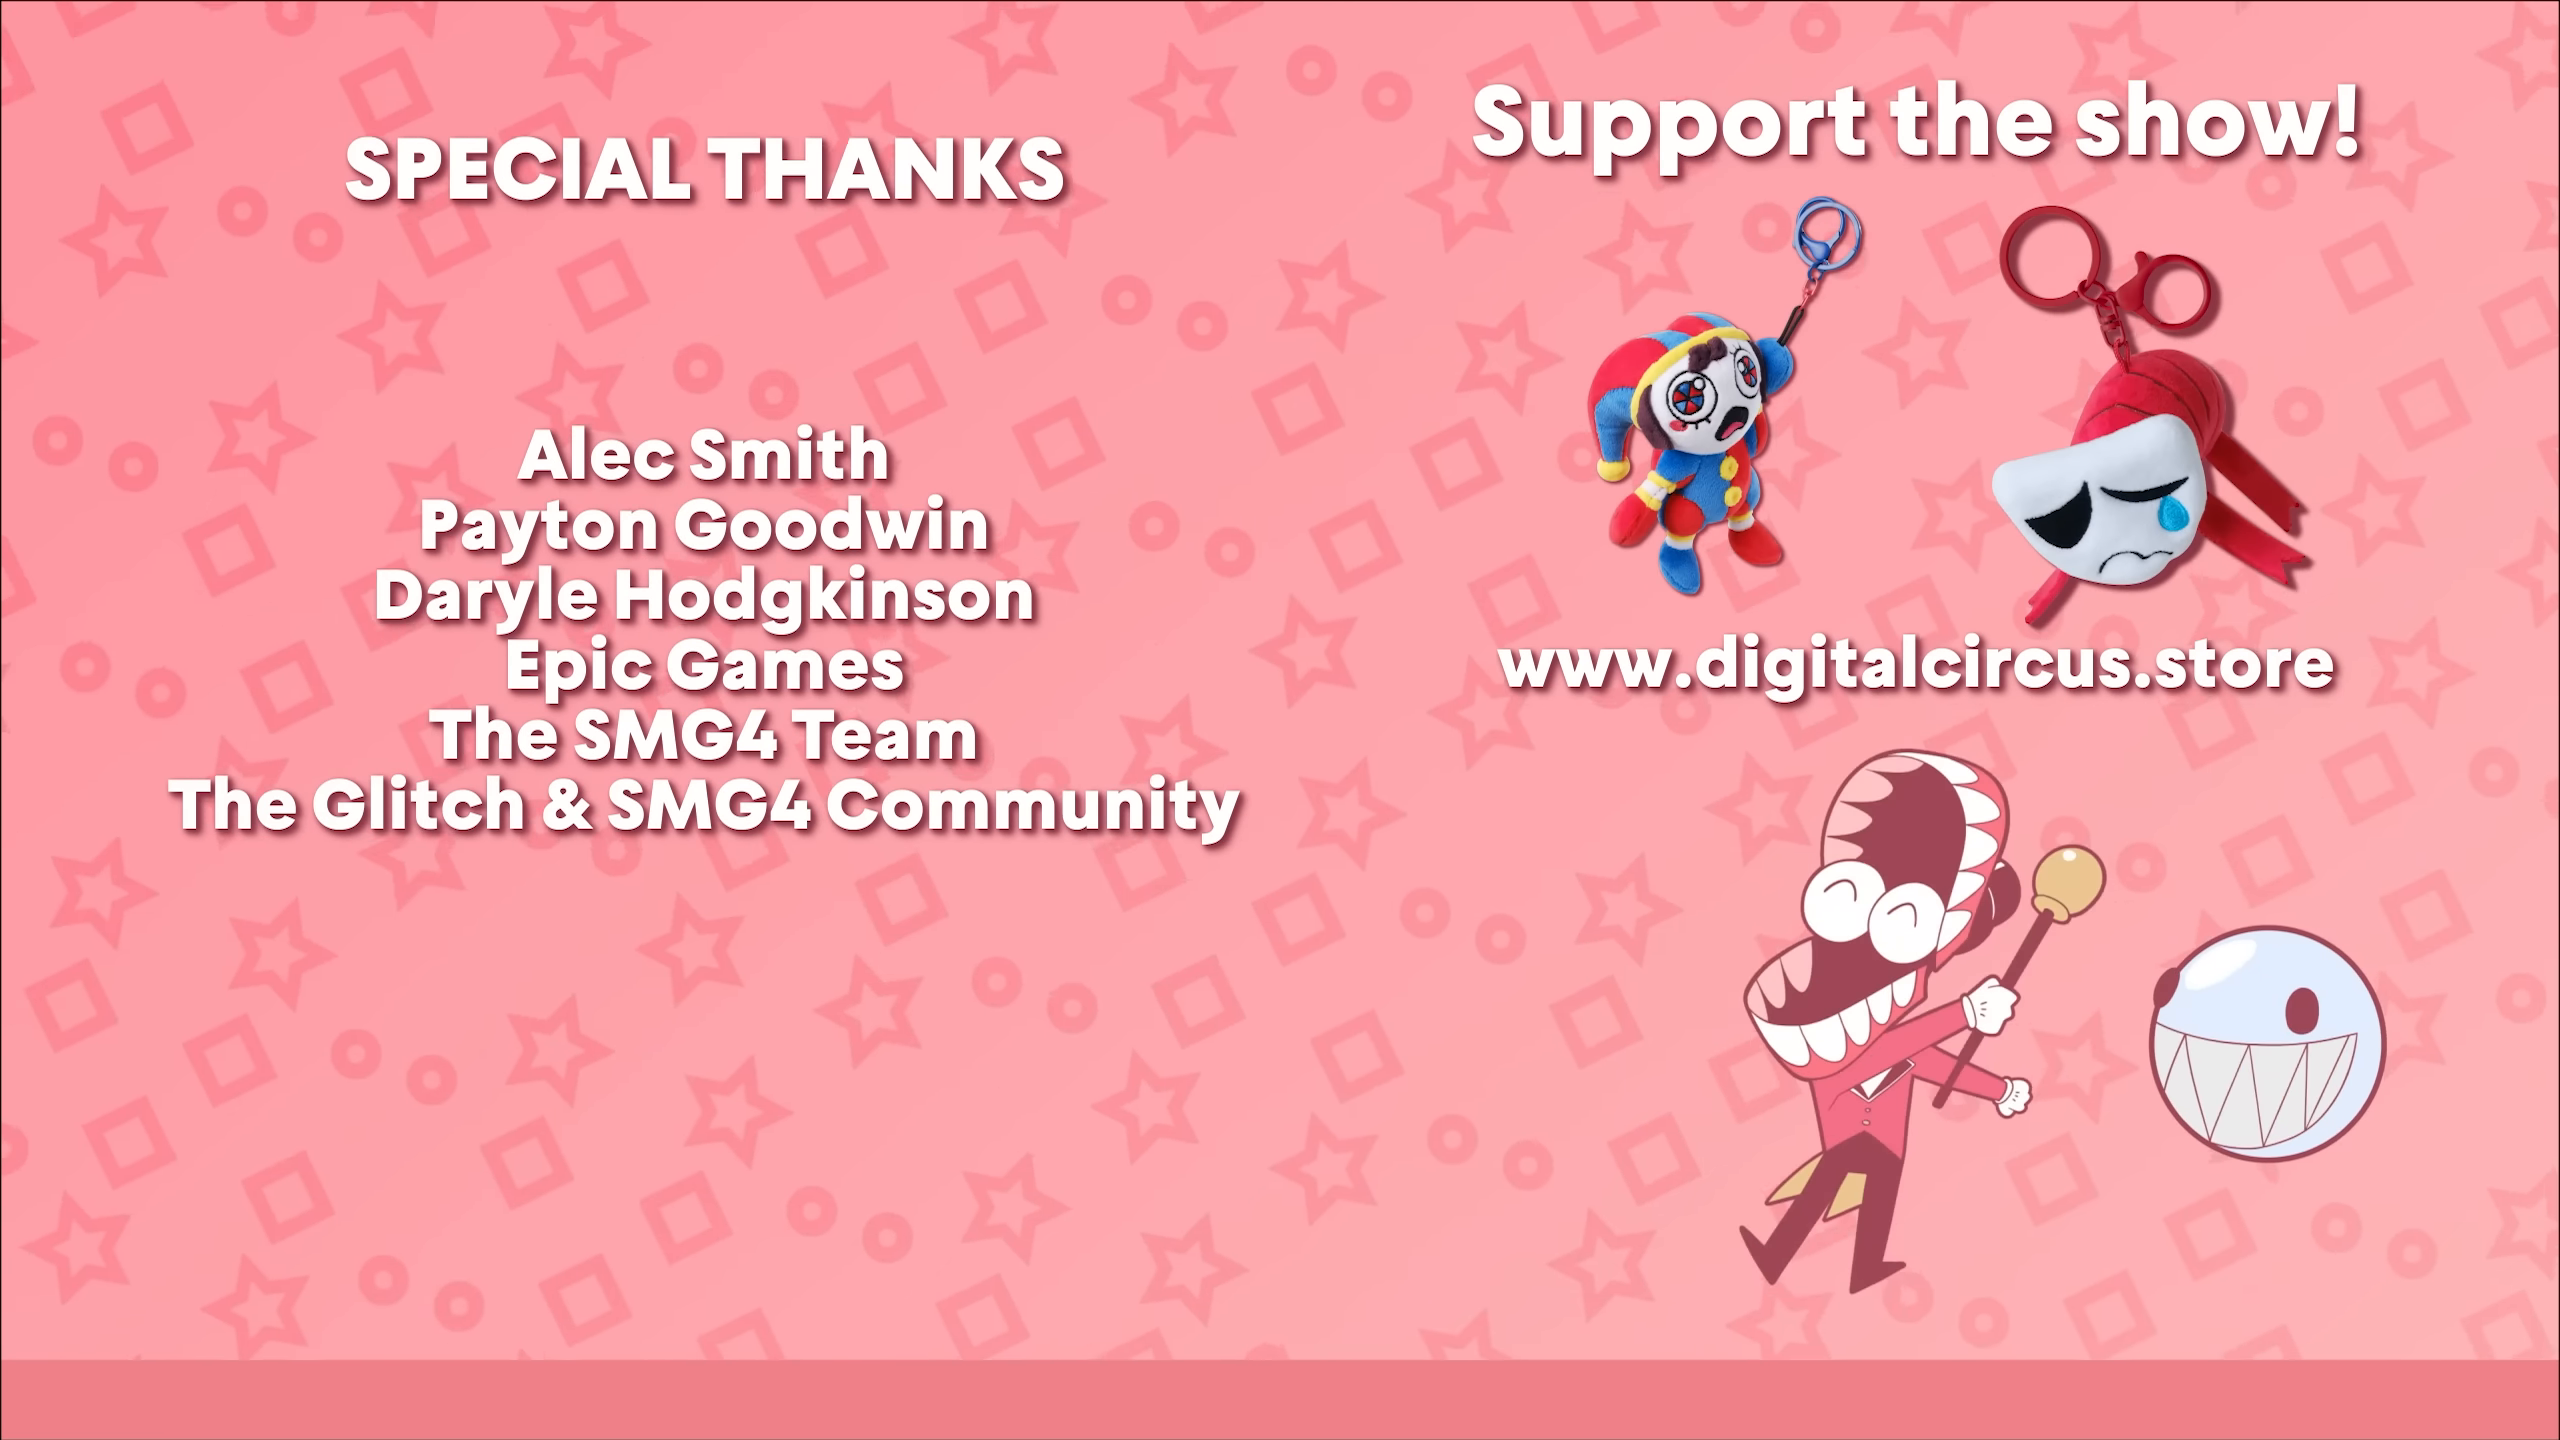 SPECIAL THANKS
Alec Smith
Payton Goodwin
Daryle Hodgkinson
Epic Games
The SMG4 Team
The Glitch & SMG4 Community
Support the show!
www.digitalcircus.store